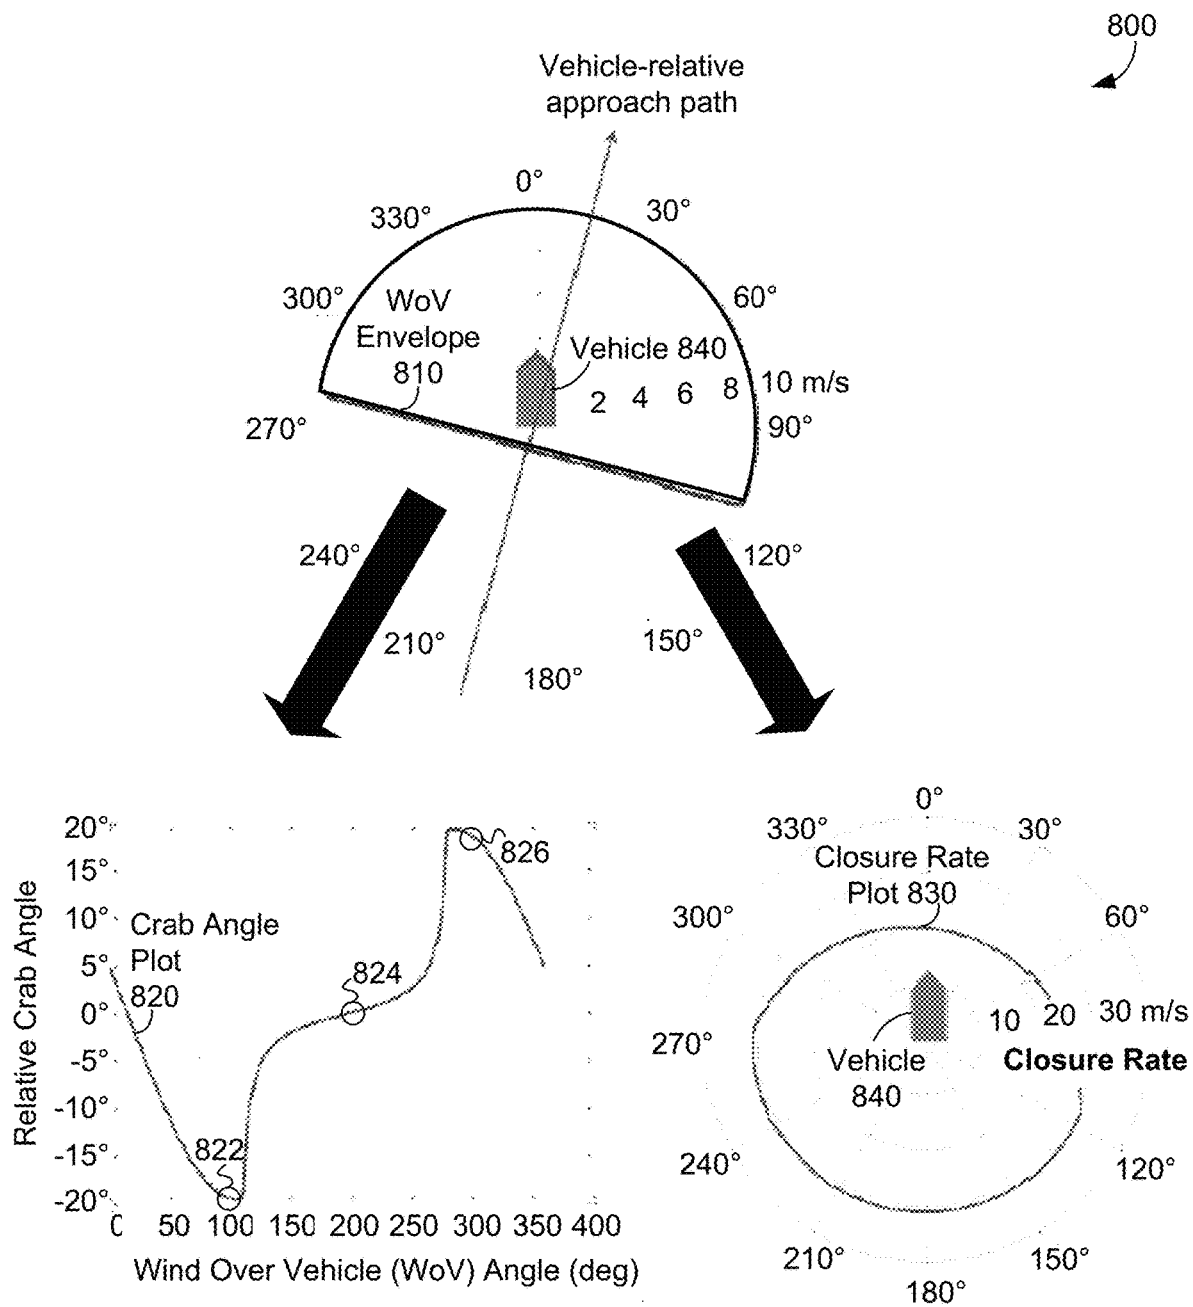 800
Vehicle-relative
approach path
0°
330°
30°
300°
60°
WoV
Envelope
810
Vehicle 840
2 4 6 8 10 m/s
270°
90°
240°
120°
210°
150°
180°
20°
15°
10°
5°
0°
-5°
-10°
-15°
-20°
Relative Crab Angle
Crab Angle
Plot
820
822
824
826
0 50 100 150 200 250 300 350 400
Wind Over Vehicle (WoV) Angle (deg)
0°
330°
30°
Closure Rate
Plot 830
300°
60°
10 20 30 m/s
270°
Vehicle
840
Closure Rate
240°
120°
210°
150°
180°